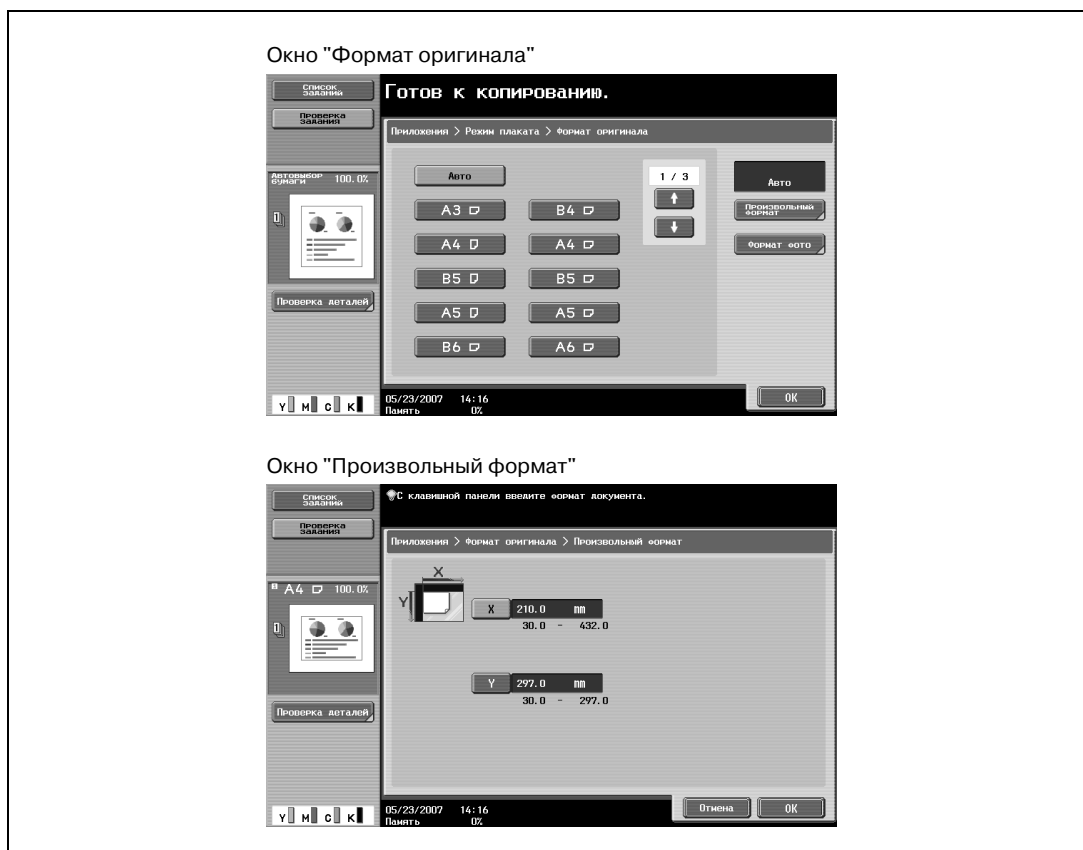 Окно "Формат оригинала"
Список заданий
Готов к копированию.
Проверка задания
Приложения > Режим плаката > Формат оригинала
Автовыбор бумаги 100.0%
Авто
1 / 3
Авто
A3
B4
Произвольный формат
A4
A4
Формат фото
B5
B5
Проверка деталей
A5
A5
B6
A6
OK
Y M C K
05/23/2007 14:16
Память 0%
Окно "Произвольный формат"
Список заданий
С клавишной панели введите формат документа.
Проверка задания
Приложения > Формат оригинала > Произвольный формат
A4 100.0%
X
Y
X 210.0 mm
30.0 - 432.0
Y 297.0 mm
30.0 - 297.0
Проверка деталей
Отмена
OK
Y M C K
05/23/2007 14:16
Память 0%